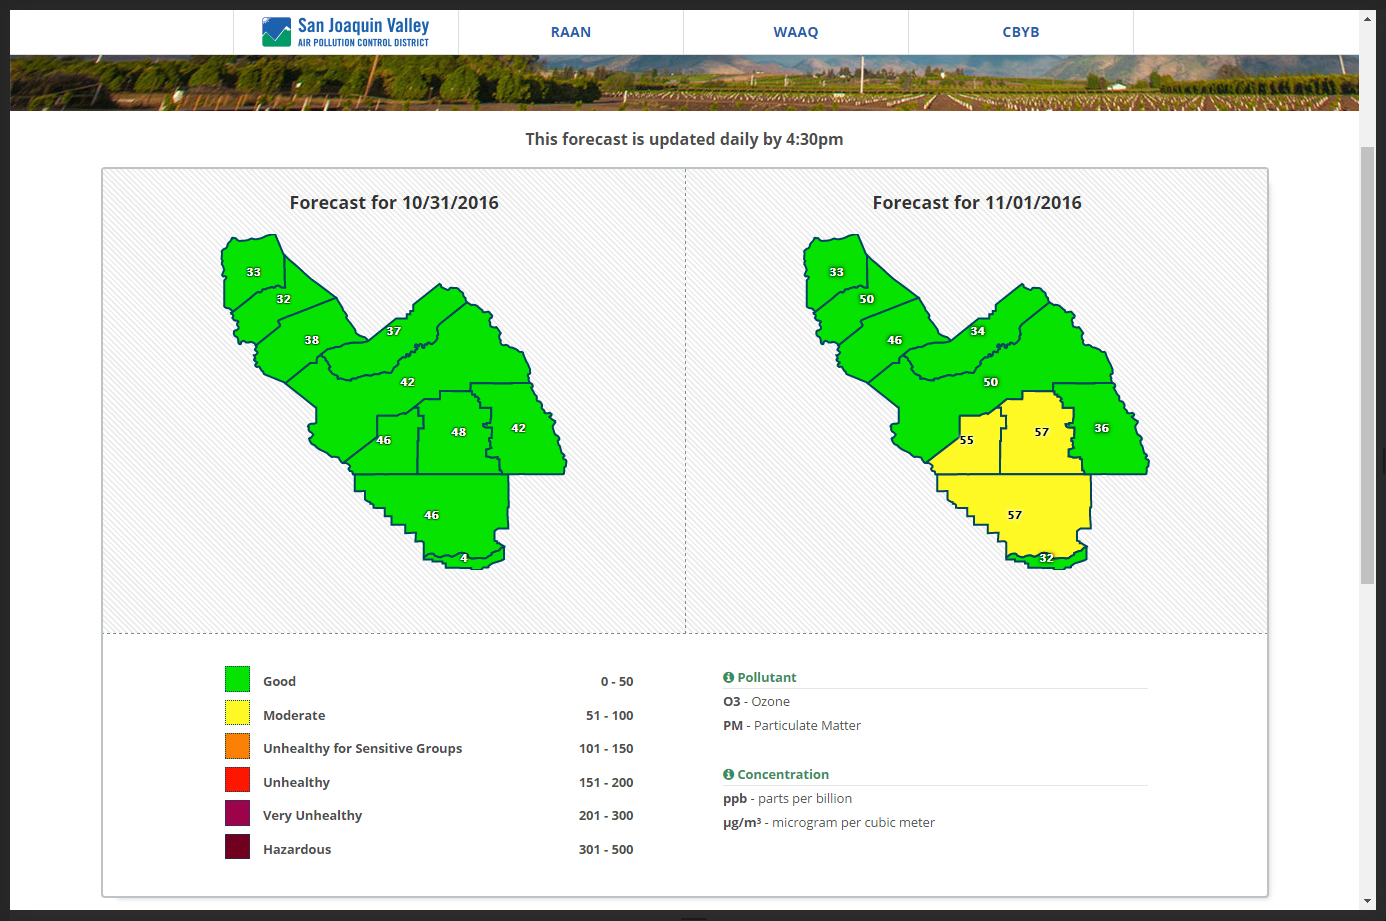 San Joaquin Valley
AIR POLLUTION CONTROL DISTRICT
RAAN
WAAQ
CBYB
This forecast is updated daily by 4:30pm
Forecast for 10/31/2016
33
32
38
37
42
46
48
42
46
4
Forecast for 11/01/2016
33
50
46
34
50
55
57
36
57
32
Good 0 - 50
Moderate 51 - 100
Unhealthy for Sensitive Groups 101 - 150
Unhealthy 151 - 200
Very Unhealthy 201 - 300
Hazardous 301 - 500
Pollutant
O3 - Ozone
PM - Particulate Matter
Concentration
ppb - parts per billion
µg/m³ - microgram per cubic meter